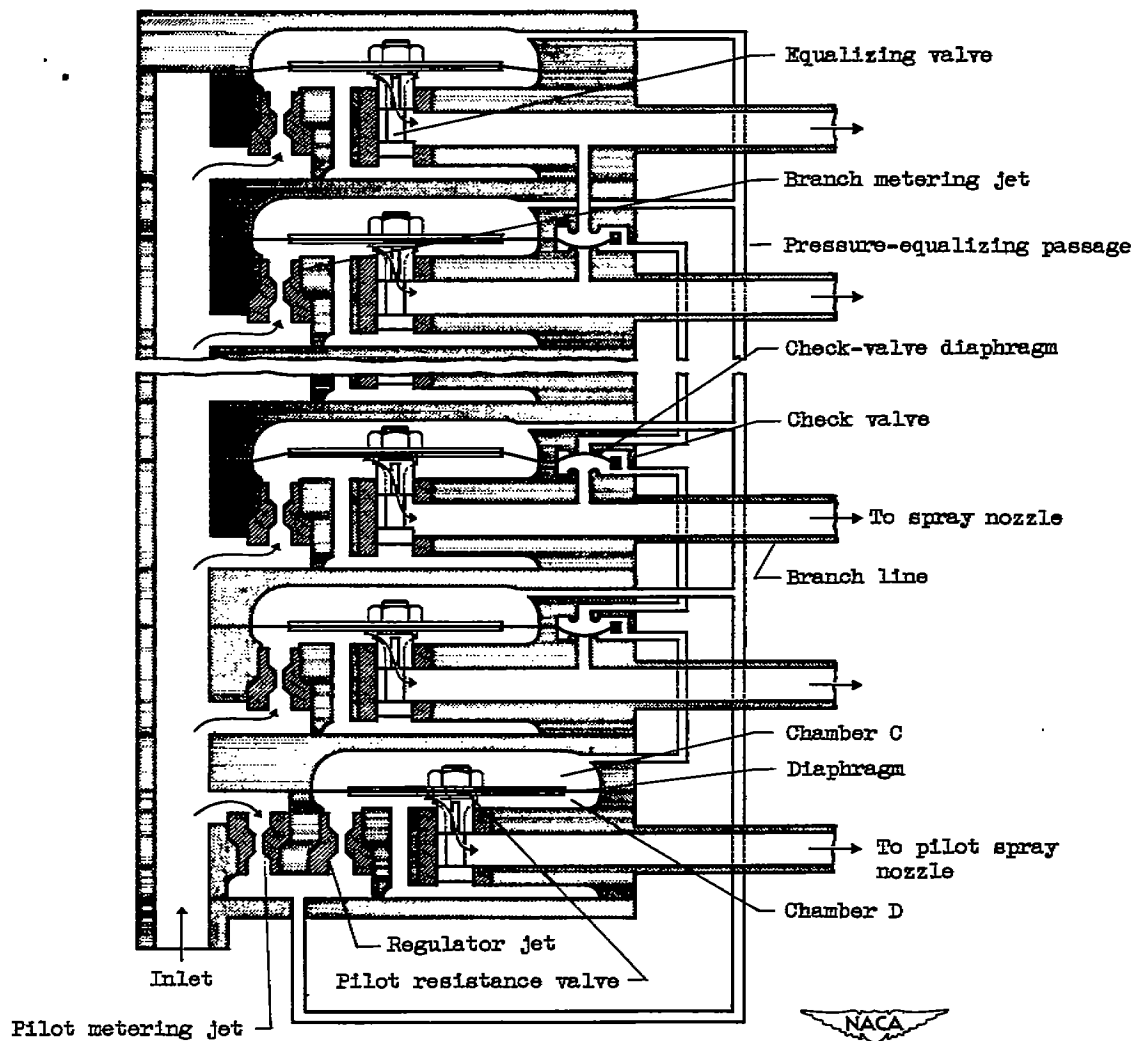 Equalizing valve
Branch metering jet
Pressure-equalizing passage
Check-valve diaphragm
Check valve
To spray nozzle
Branch line
Chamber C
Diaphragm
To pilot spray
nozzle
Chamber D
Regulator jet
Inlet
Pilot resistance valve
Pilot metering jet
NACA